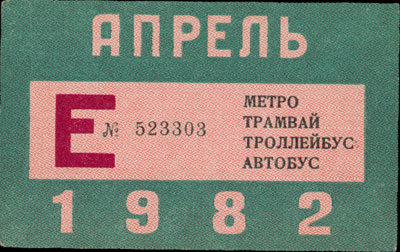 АПРЕЛЬ
Е № 523303
МЕТРО
ТРАМВАЙ
ТРОЛЛЕЙБУС
АВТОБУС
1982